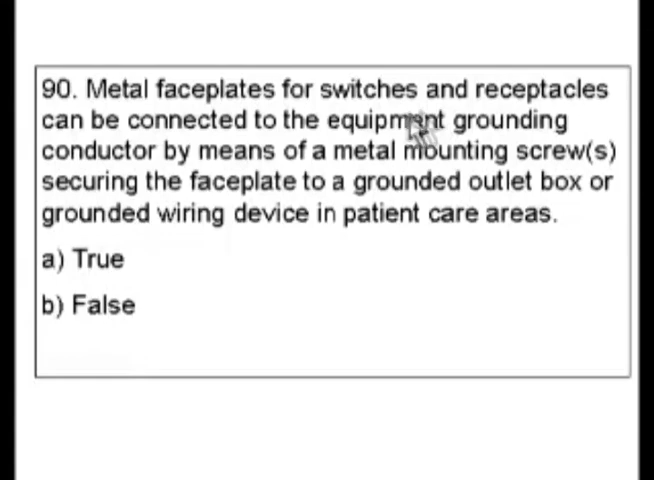 90. Metal faceplates for switches and receptacles
can be connected to the equipment grounding
conductor by means of a metal mounting screw(s)
securing the faceplate to a grounded outlet box or
grounded wiring device in patient care areas.
a) True
b) False